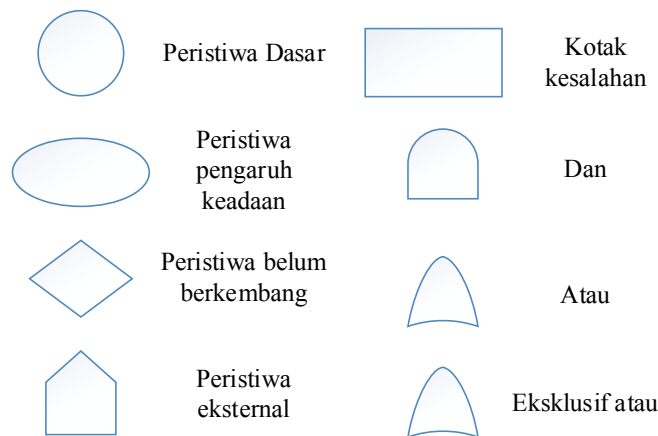 Peristiwa Dasar
Kotak
kesalahan
Peristiwa
pengaruh
keadaan
Dan
Peristiwa belum
berkembang
Atau
Peristiwa
eksternal
Eksklusif atau